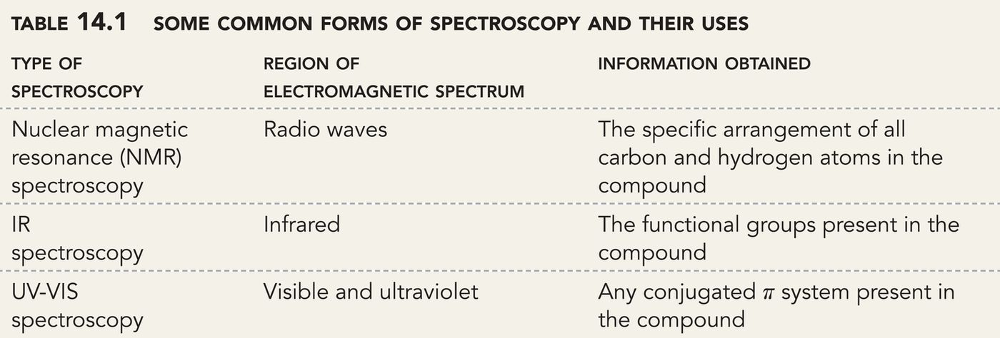 TABLE 14.1 SOME COMMON FORMS OF SPECTROSCOPY AND THEIR USES
TYPE OF SPECTROSCOPY
REGION OF ELECTROMAGNETIC SPECTRUM
INFORMATION OBTAINED
Nuclear magnetic
resonance (NMR)
spectroscopy
Radio waves
The specific arrangement of all
carbon and hydrogen atoms in the
compound
IR
spectroscopy
Infrared
The functional groups present in the
compound
UV-VIS
spectroscopy
Visible and ultraviolet
Any conjugated π system present in
the compound